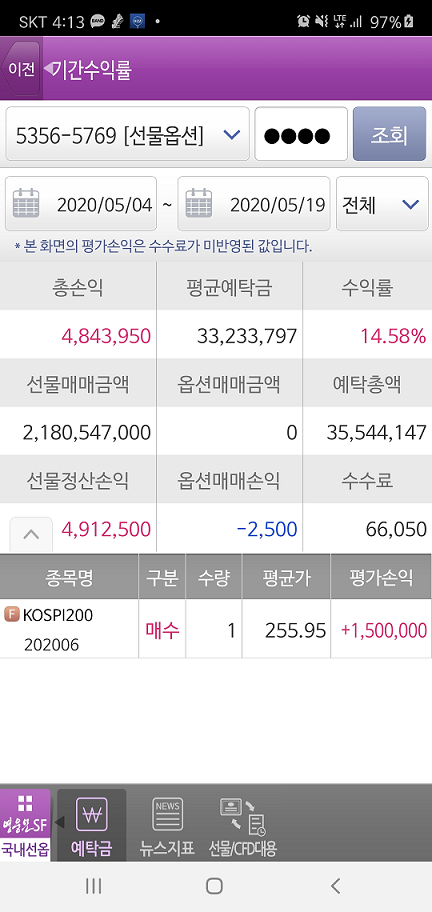 SKT 4:13 LTE 97%
이전 기간수익률
5356-5769 [선물옵션] ●●●● 조회
2020/05/04 ~ 2020/05/19 전체
* 본 화면의 평가손익은 수수료가 미반영된 값입니다.
총손익 평균예탁금 수익률
4,843,950 33,233,797 14.58%
선물매매금액 옵션매매금액 예탁총액
2,180,547,000 0 35,544,147
선물정산손익 옵션매매손익 수수료
4,912,500 -2,500 66,050
종목명 구분 수량 평균가 평가손익
F KOSPI200 매수 1 255.95 +1,500,000
202006
영웅문SF NEWS
국내선옵 예탁금 뉴스지표 선물/CFD대용